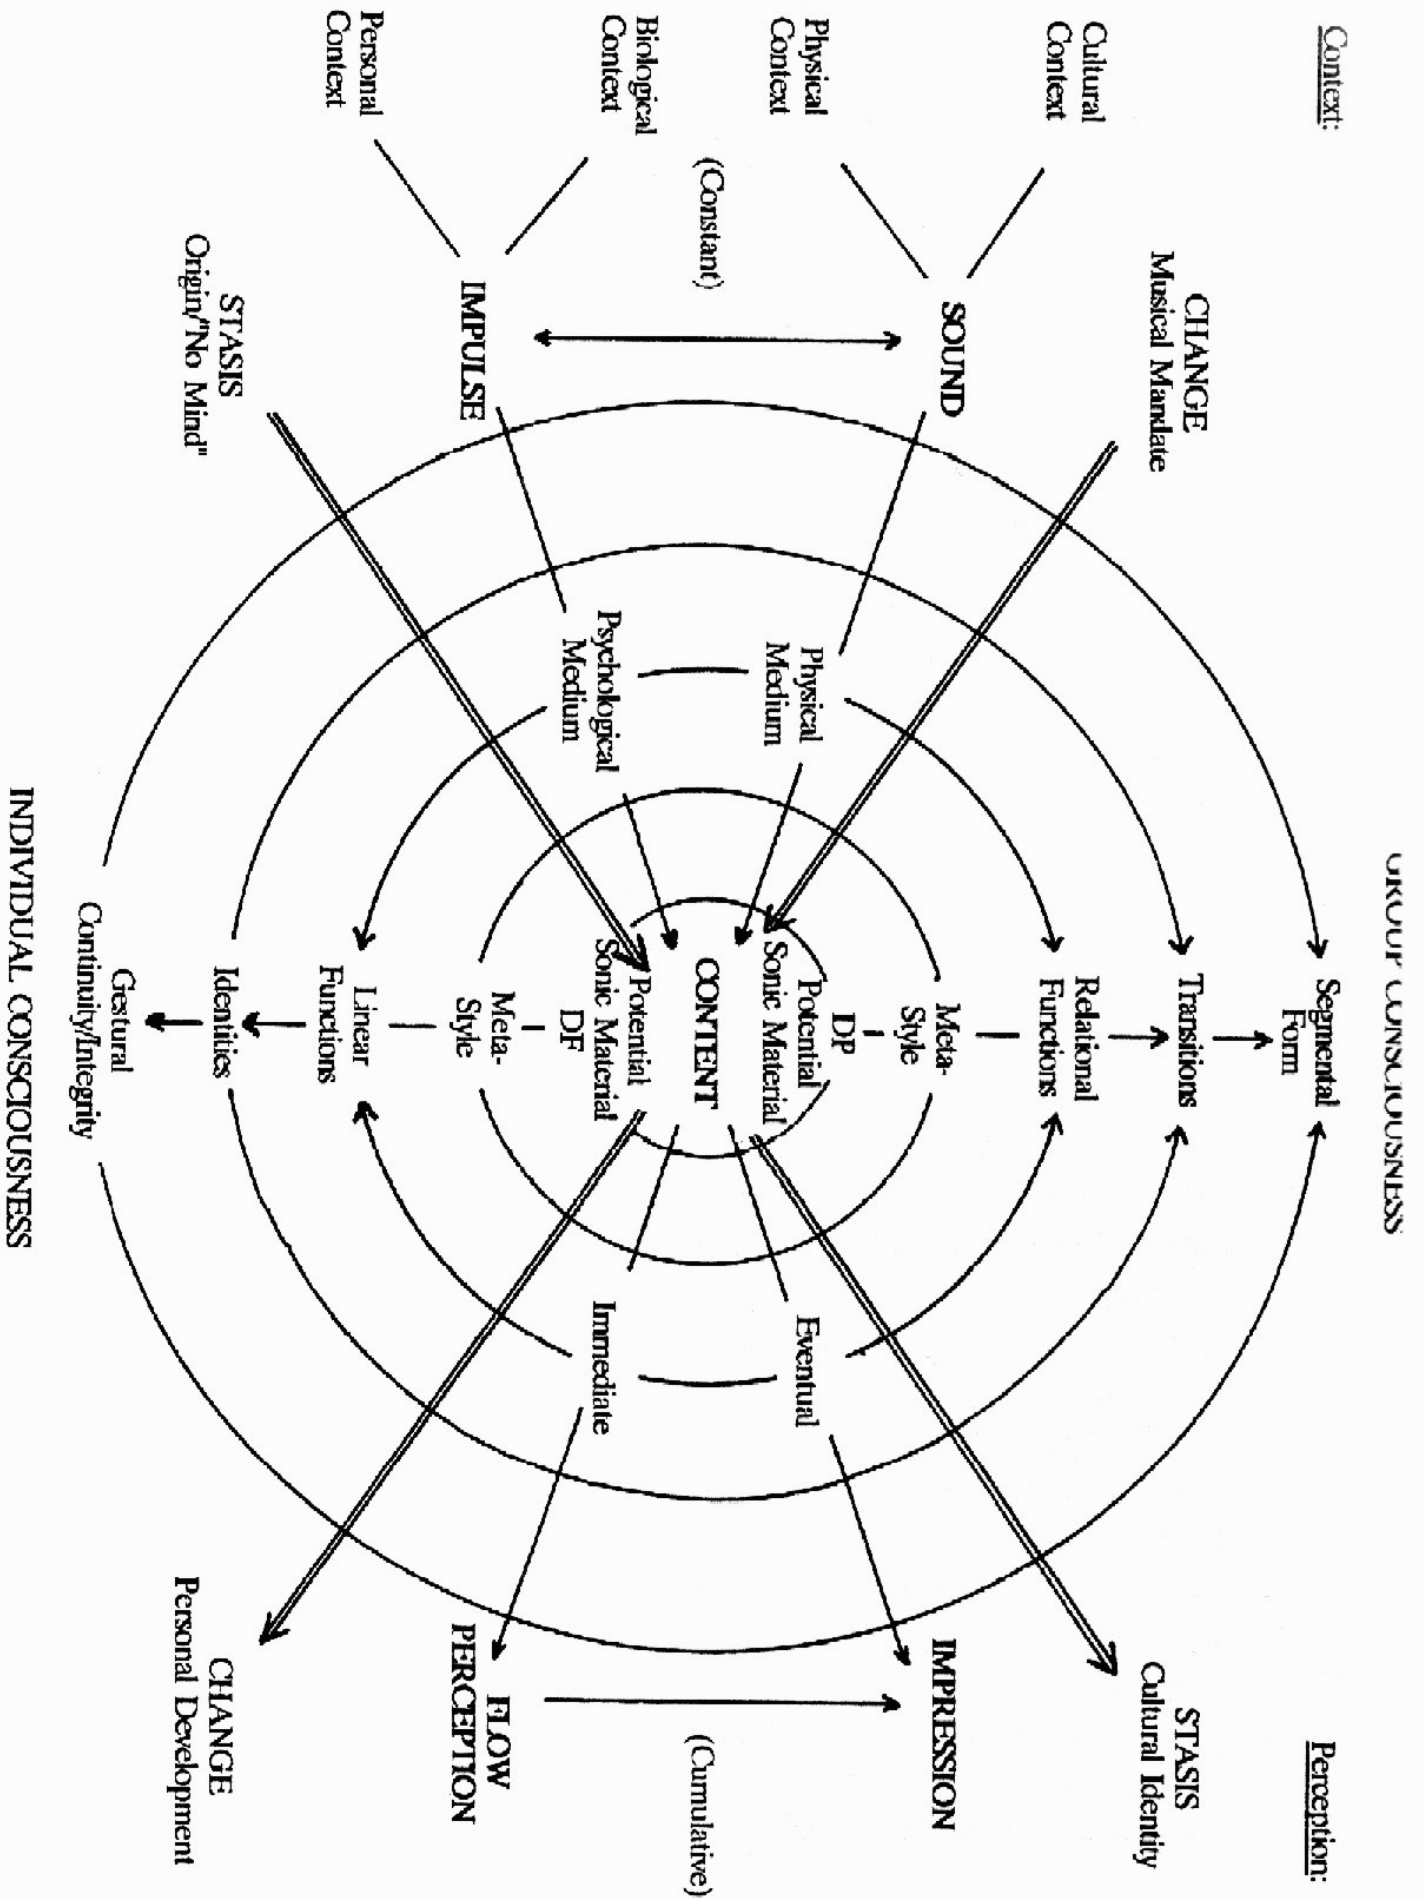 GROUP CONSCIOUSNESS
Context:
Perception:
Segmental
Form
CHANGE
Musical Mandate
Transitions
STASIS
Cultural Identity
Cultural
Context
Relational
Functions
SOUND
Meta-
Style
IMPRESSION
Physical
Context
Physical
Medium
DP
Potential
Sonic Material
Eventual
(Constant)
CONTENT
(Cumulative)
Biological
Context
Psychological
Medium
Potential
Sonic Material
DF
Immediate
IMPULSE
Meta-
Style
FLOW
PERCEPTION
Personal
Context
Linear
Functions
STASIS
Origin/"No Mind"
Identities
CHANGE
Personal Development
Gestural
Continuity/Integrity
INDIVIDUAL CONSCIOUSNESS